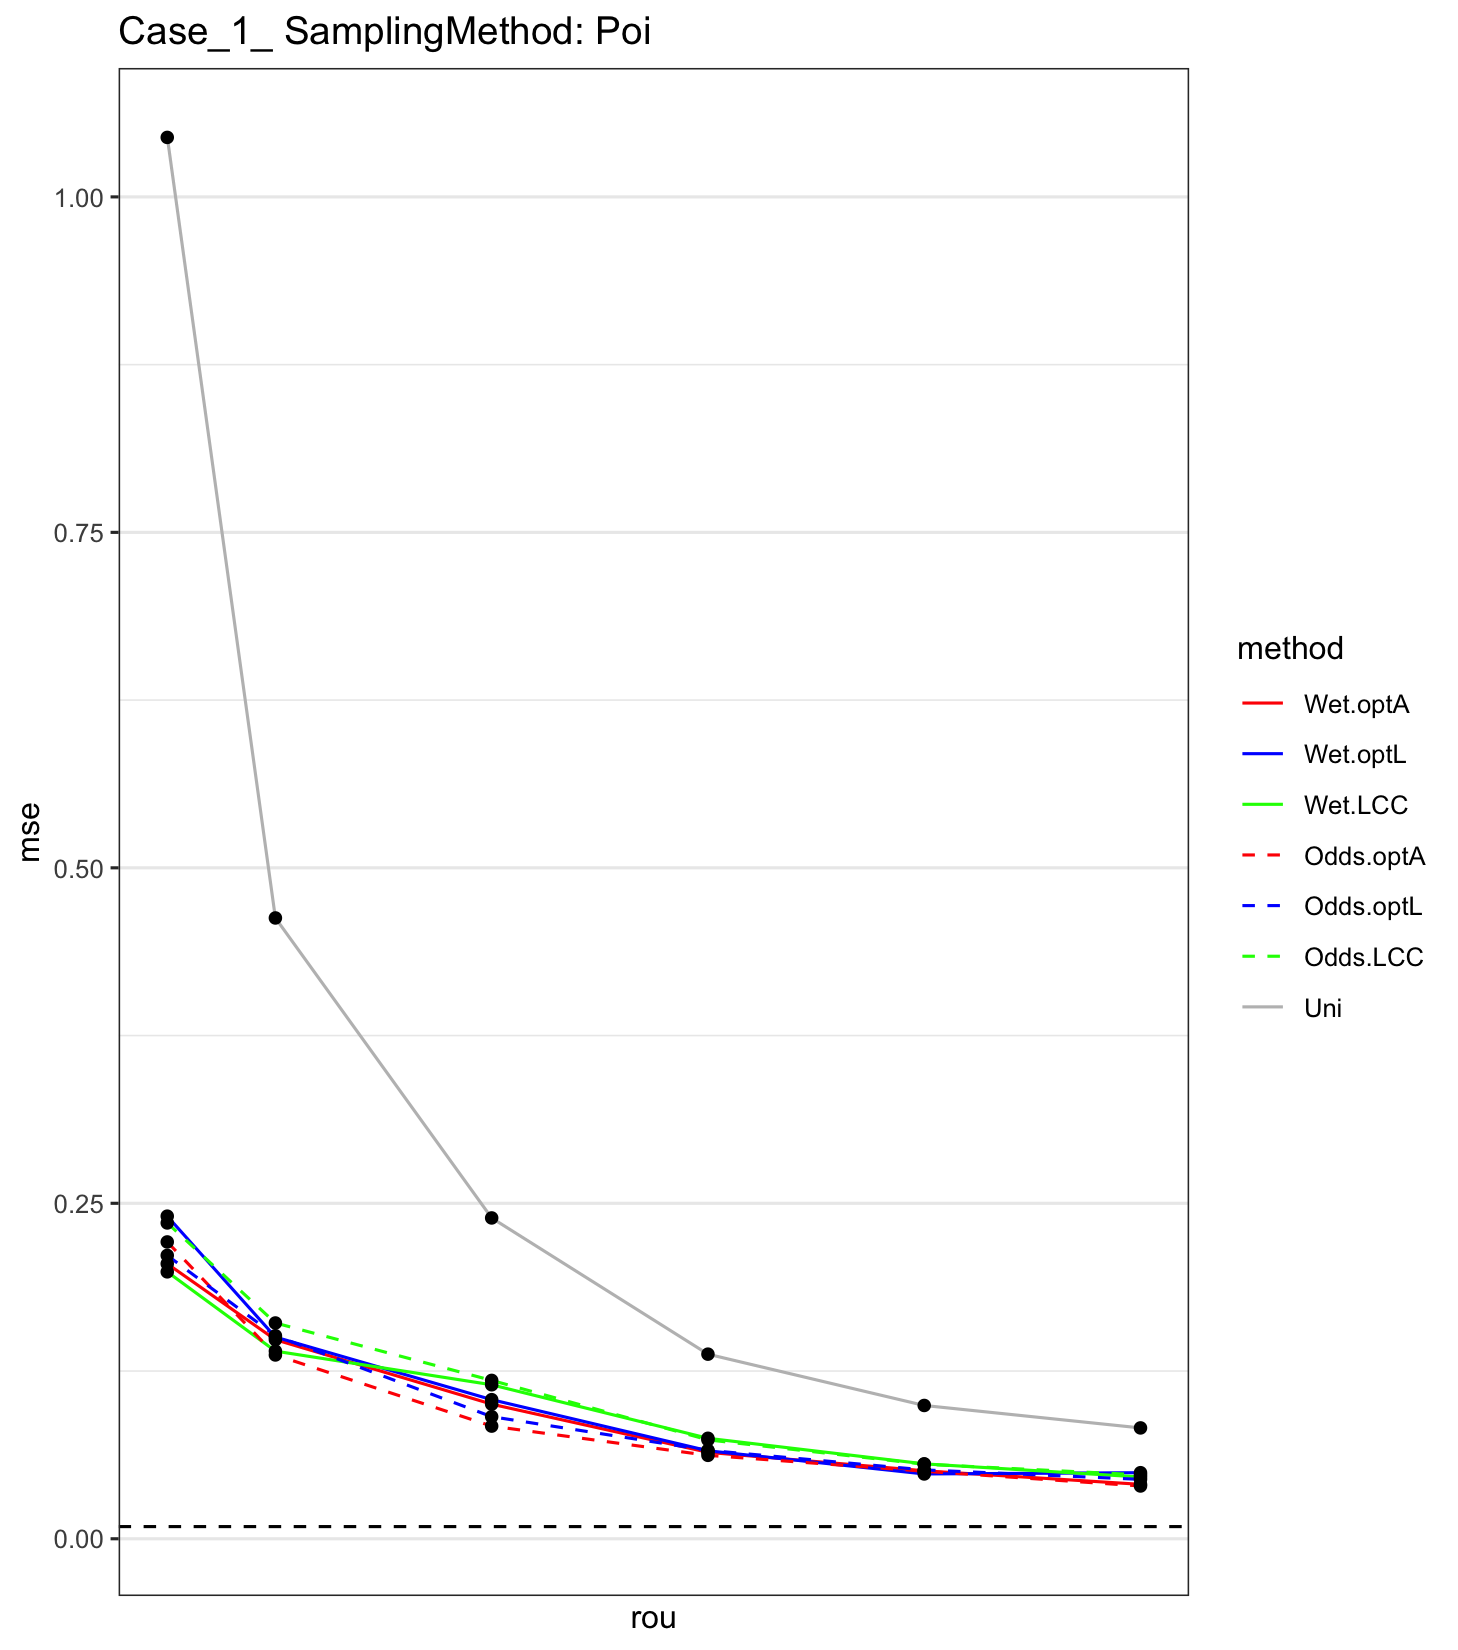 Case_1_ SamplingMethod: Poi
1.00
0.75
0.50
0.25
0.00
mse
rou
method
Wet.optA
Wet.optL
Wet.LCC
Odds.optA
Odds.optL
Odds.LCC
Uni